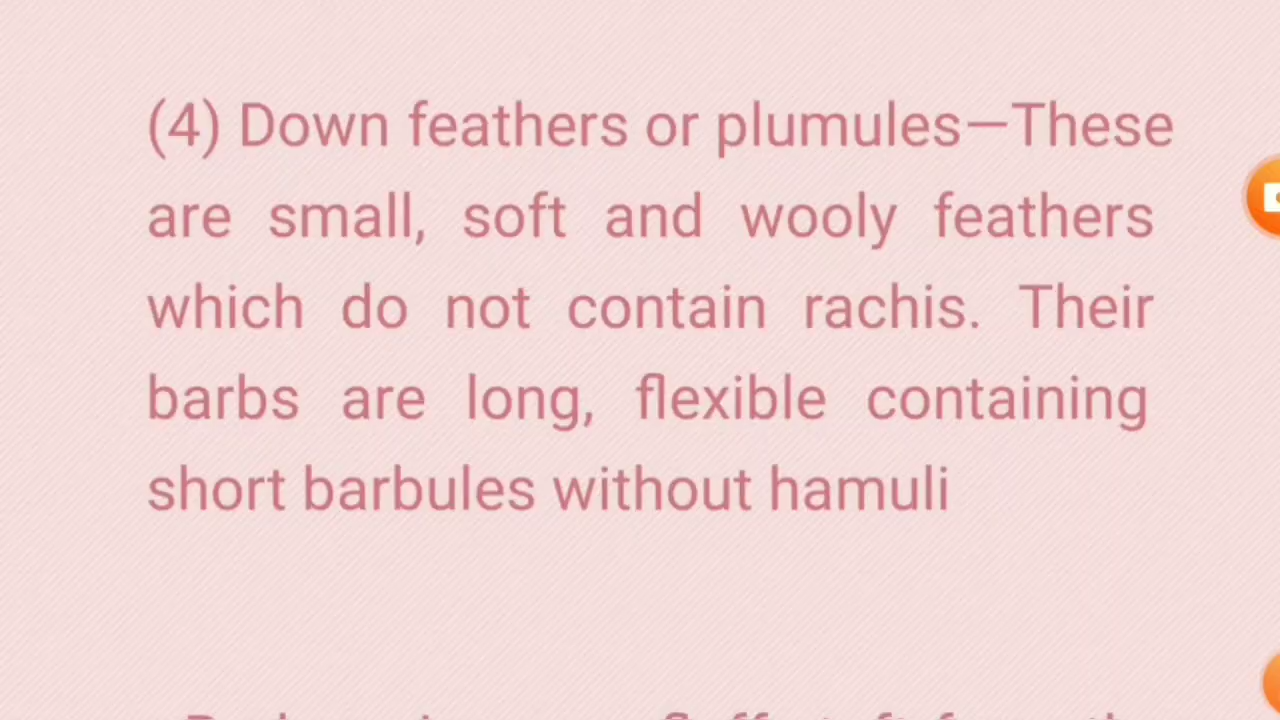 (4) Down feathers or plumules—These
are small, soft and wooly feathers
which do not contain rachis. Their
barbs are long, flexible containing
short barbules without hamuli